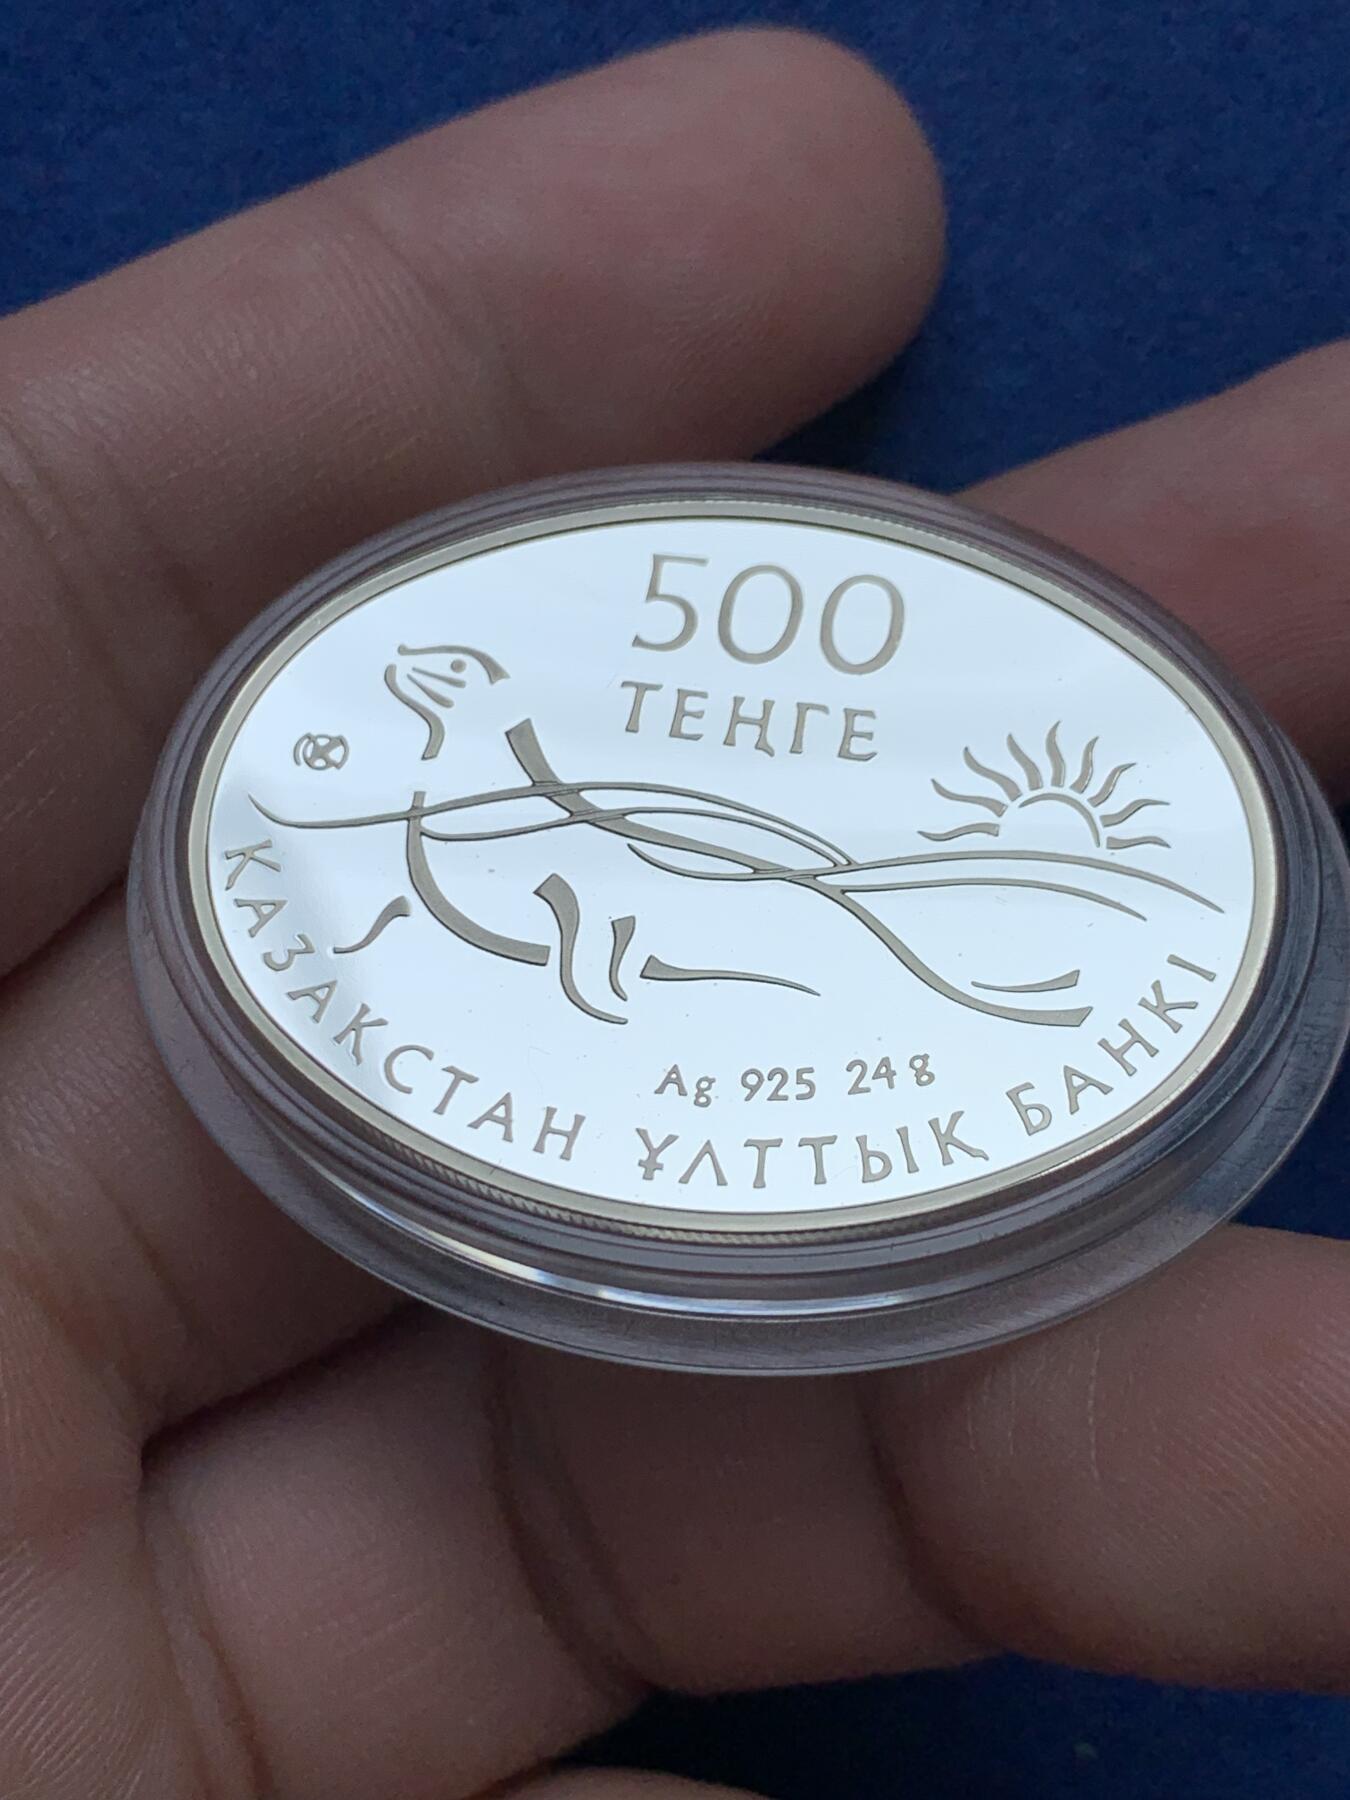 500
ТЕҢГЕ
Ag 925 24 g
ҚАЗАҚСТАН ҰЛТТЫҚ БАНКІ